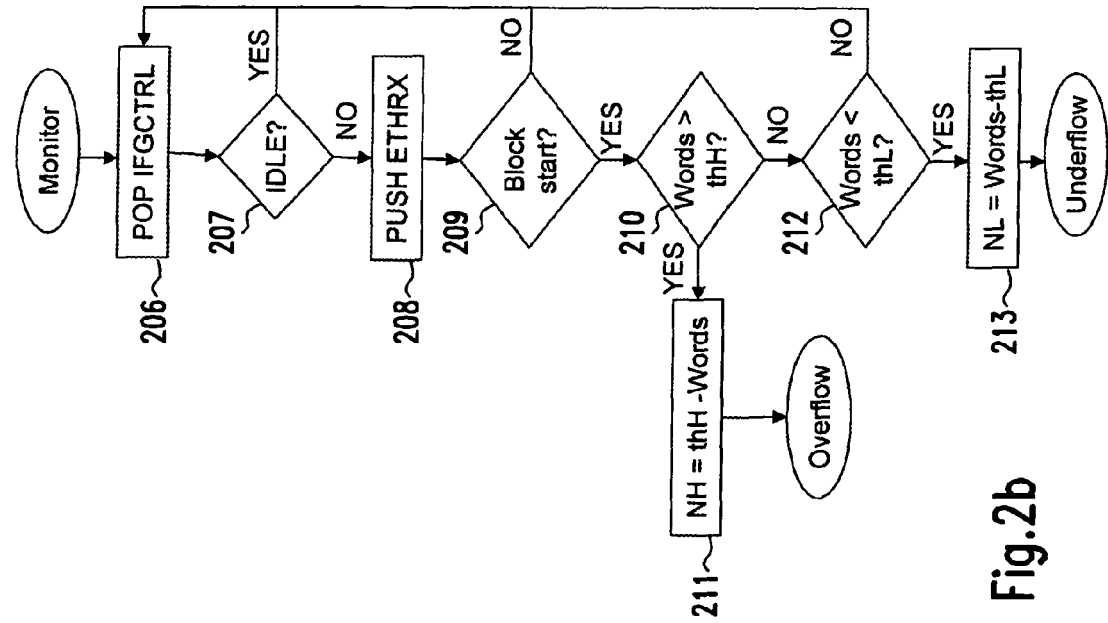 Monitor
POP IFGCTRL
206
IDLE?
207
YES
NO
PUSH ETHRX
208
Block
start?
209
NO
YES
Words >
thH?
210
YES
NO
NH = thH -Words
211
Overflow
Words <
thL?
212
NO
YES
NL = Words-thL
213
Underflow
Fig.2b